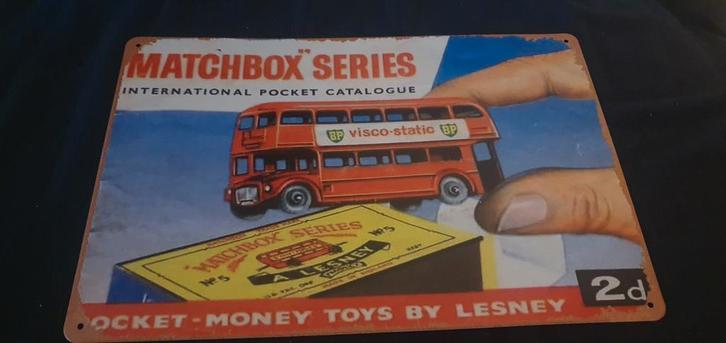 "MATCHBOX" SERIES
INTERNATIONAL POCKET CATALOGUE
BP visco-static BP
"MATCHBOX" SERIES
Nº5
Nº5
A LESNEY
OCKET-MONEY TOYS BY LESNEY
2d